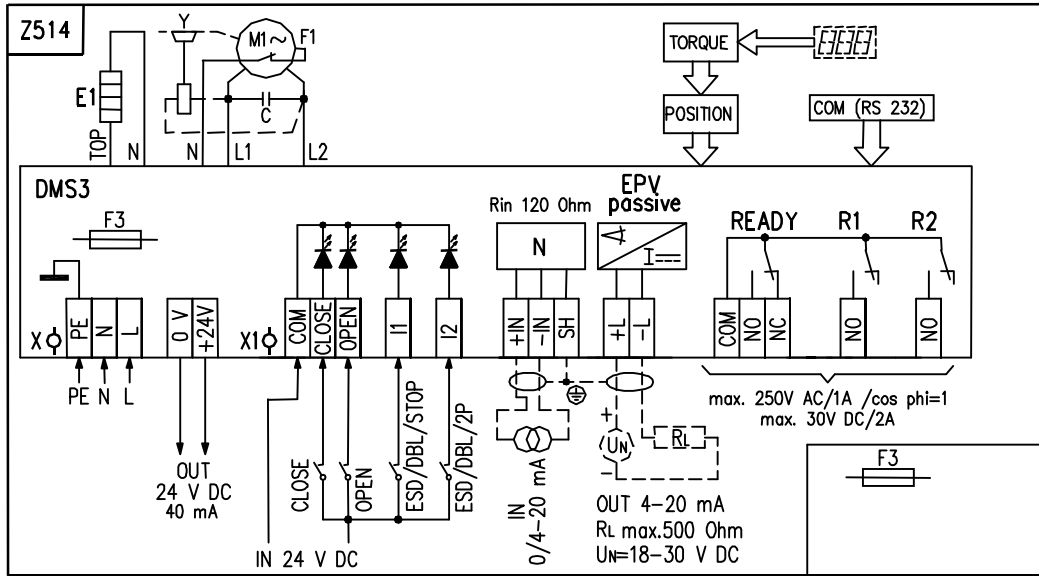 Z514
Y
M1
F1
E1
C
TOP
N
N
L1
L2
TORQUE
POSITION
COM (RS 232)
DMS3
F3
Rin 120 Ohm
N
EPV
passive
READY
R1
R2
X
PE
N
L
0 V
+24V
X1
COM
CLOSE
OPEN
I1
I2
+IN
-IN
SH
+L
-L
COM
NO
NC
NO
NO
PE N L
OUT
24 V DC
40 mA
IN 24 V DC
CLOSE
OPEN
ESD/DBL/STOP
ESD/DBL/2P
IN
0/4-20 mA
+
UN
-
RL
OUT 4-20 mA
RL max.500 Ohm
UN=18-30 V DC
max. 250V AC/1A /cos phi=1
max. 30V DC/2A
F3